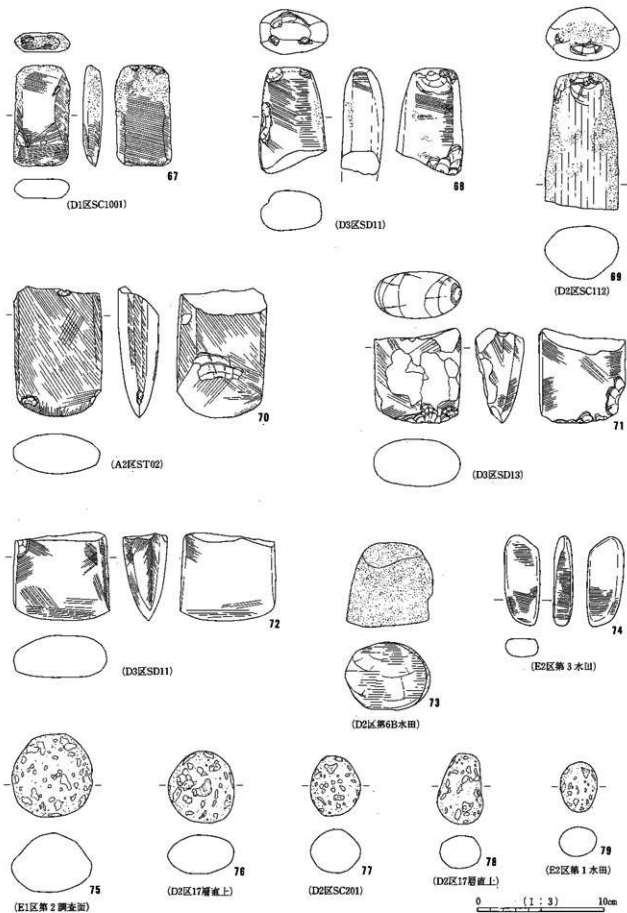 67
(D1区SC1001)
68
(D3区SD11)
69
(D2区SC112)
70
(A2区ST02)
71
(D3区SD13)
72
(D3区SD11)
73
(D2区第6B水田)
74
(E2区第3水田)
75
(E1区第2調査面)
76
(D2区17層直上)
77
(D2区SC201)
78
(D2区17層直上)
79
(E2区第1水田)
0 (1:3) 10cm